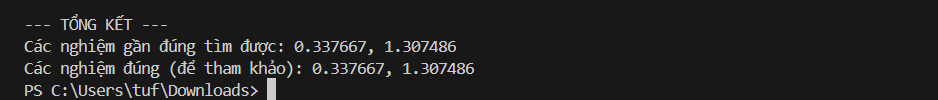 --- TỔNG KẾT ---
Các nghiệm gần đúng tìm được: 0.337667, 1.307486
Các nghiệm đúng (để tham khảo): 0.337667, 1.307486
PS C:\Users\tuf\Downloads>